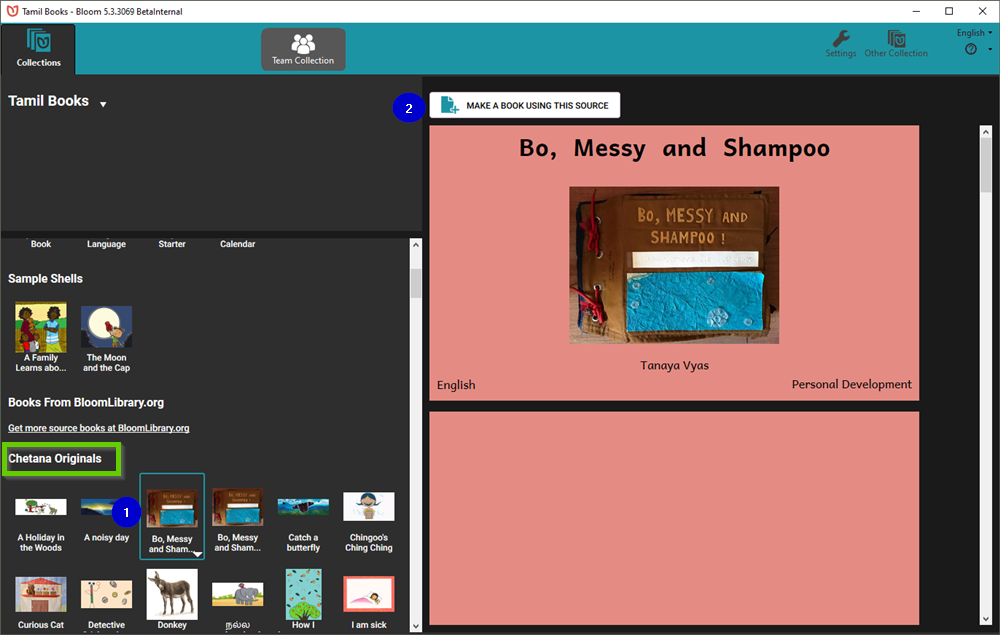 Tamil Books - Bloom 5.3.3069 BetaInternal
Collections
Team Collection
Settings
Other Collection
English
Tamil Books
2
MAKE A BOOK USING THIS SOURCE
Bo, Messy and Shampoo
BO, MESSY AND
SHAMPOO !
Tanaya Vyas
English
Personal Development
Book
Language
Starter
Calendar
Sample Shells
A Family
Learns abo...
The Moon
and the Cap
Books From BloomLibrary.org
Get more source books at BloomLibrary.org
Chetana Originals
1
A Holiday in
the Woods
A noisy day
Bo, Messy
and Sham...
Bo, Messy
and Sham...
Catch a
butterfly
Chingoo's
Ching Ching
Curious Cat
Detective
Donkey
நல்ல
How I
I am sick